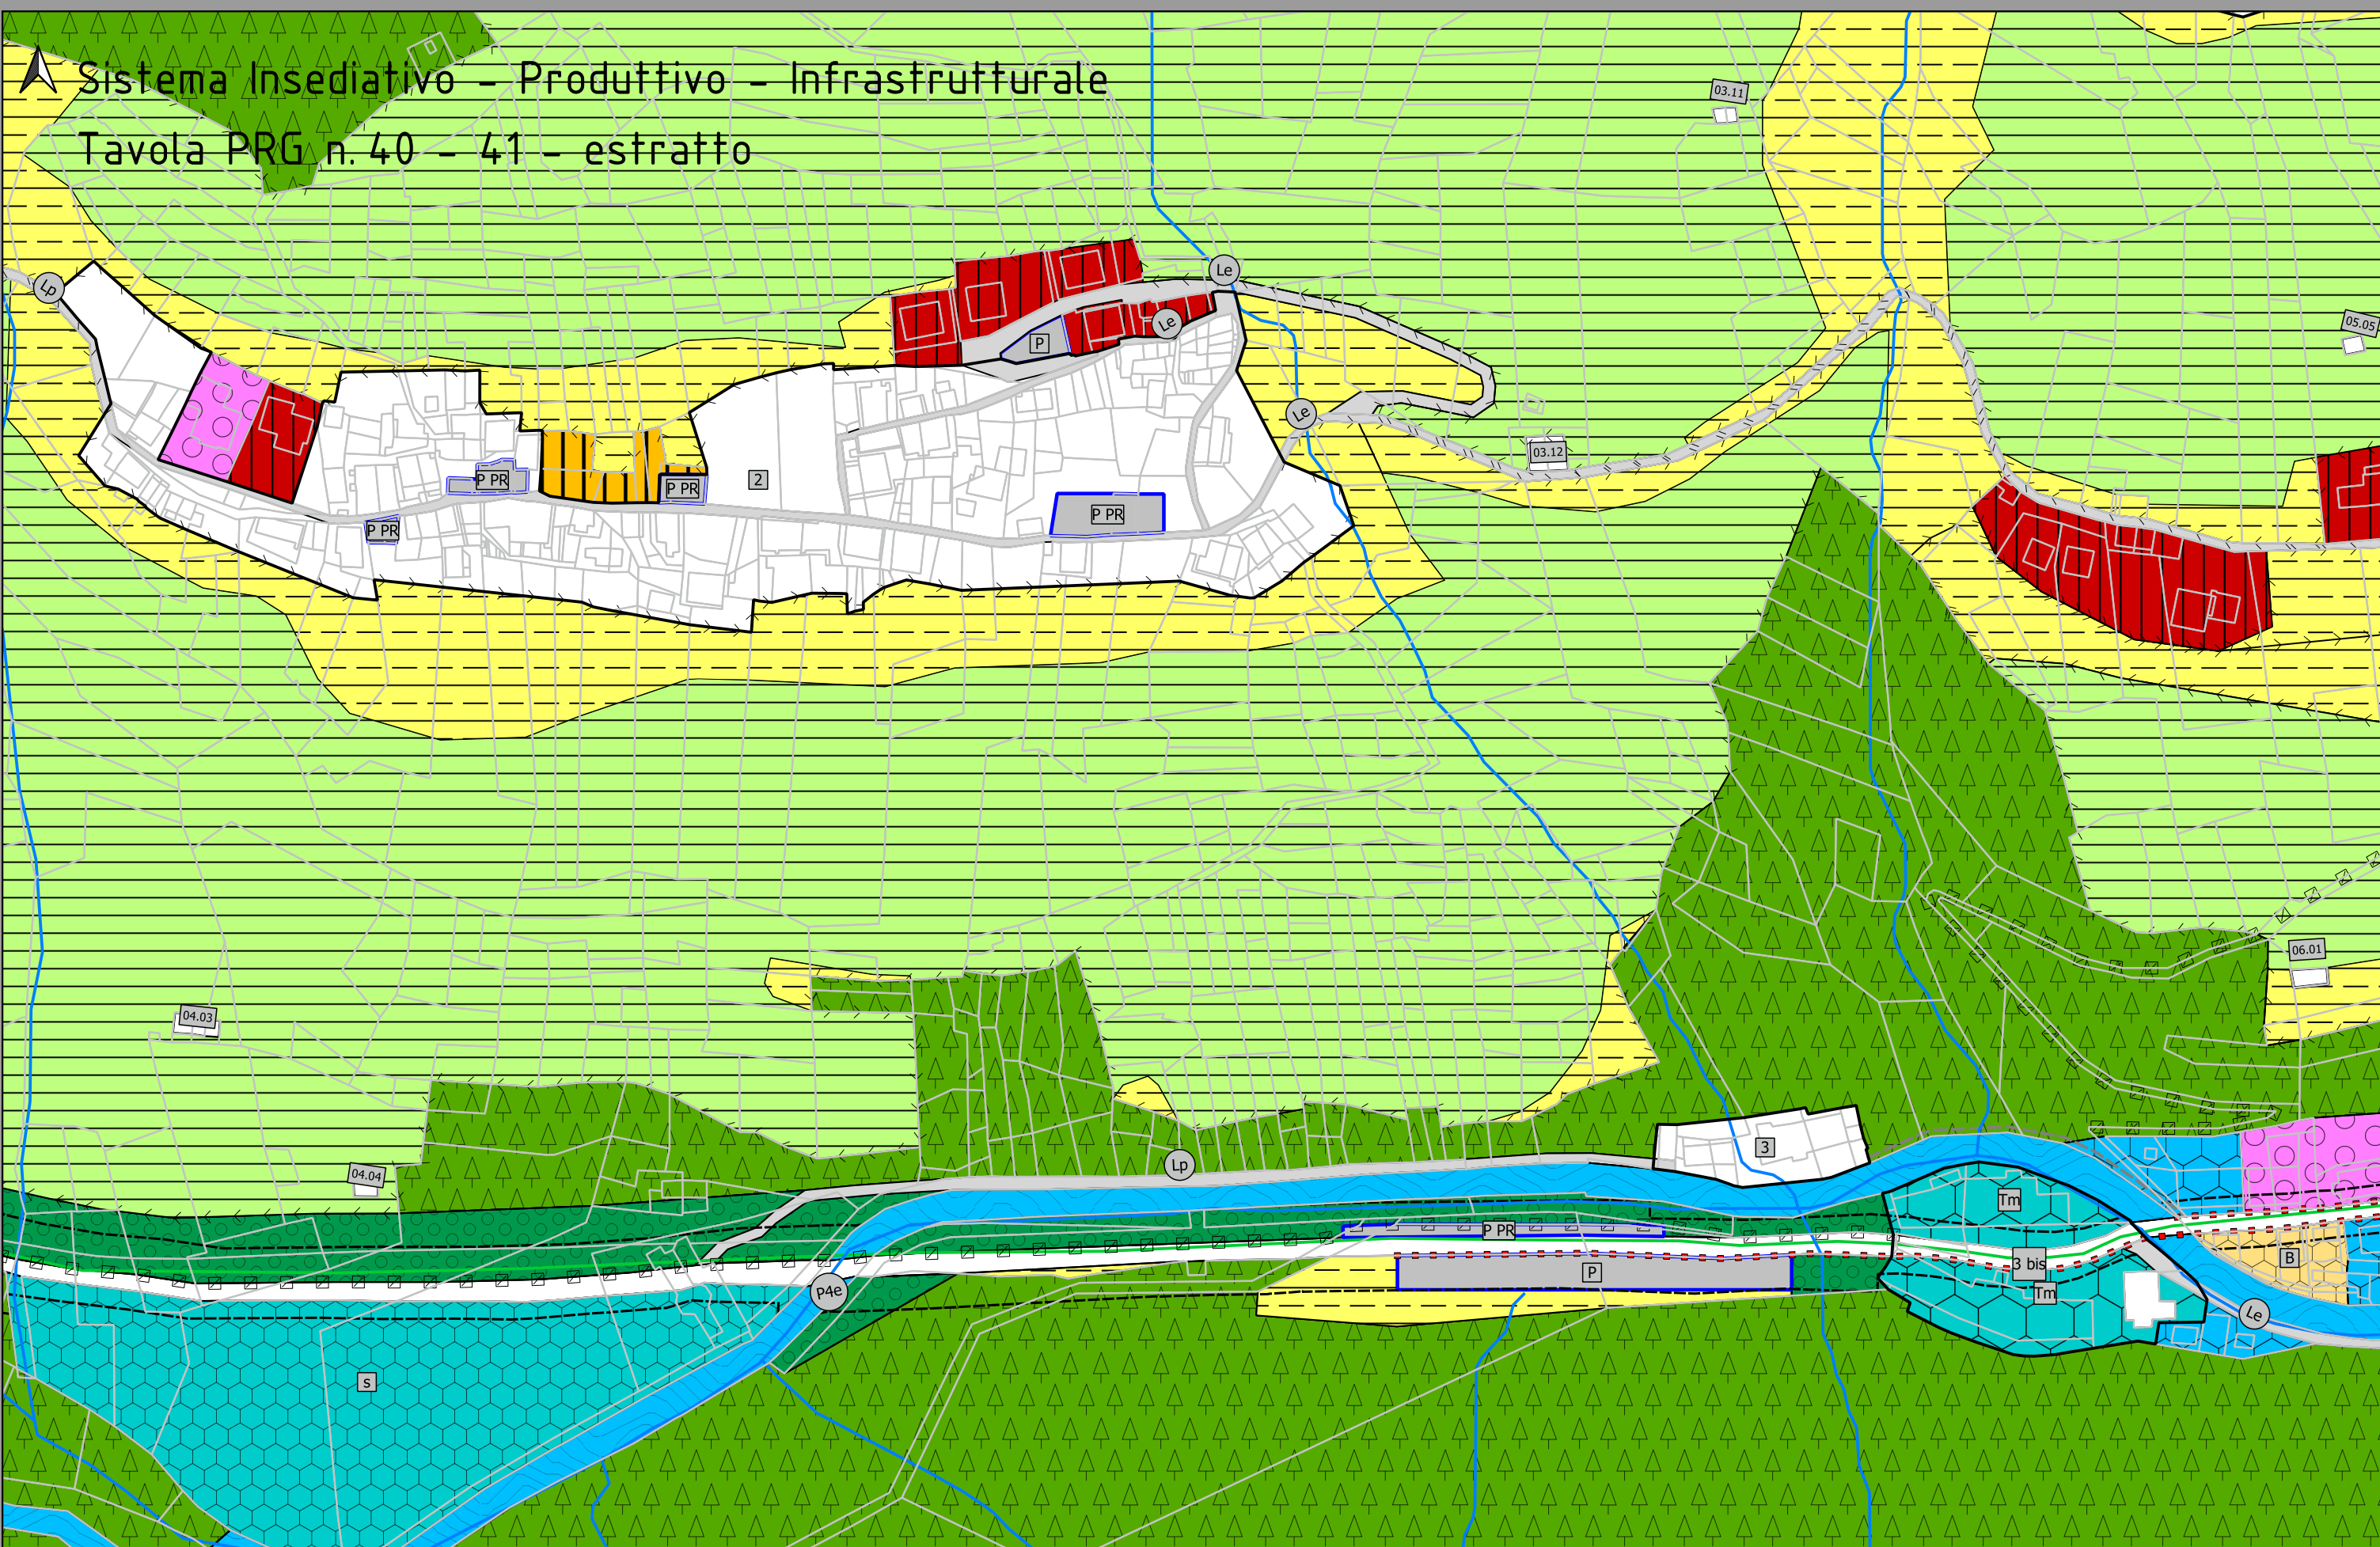 Sistema Insediativo - Produttivo - Infrastrutturale
Tavola PRG n. 40 - 41 - estratto
03.11
Lp
Le
Le
P
05.05
Le
03.12
P PR
P PR
2
P PR
P PR
06.01
04.03
3
Lp
04.04
Tm
P PR
B
3 bis
P
P4e
Tm
Le
s